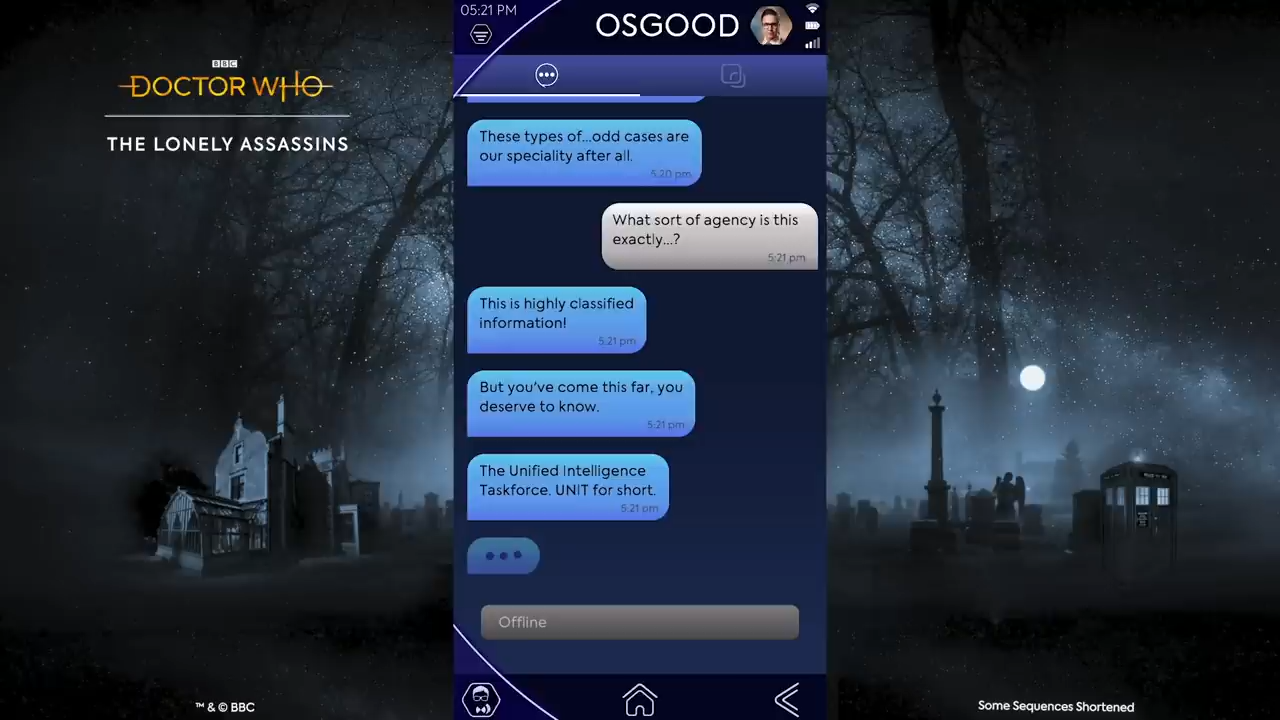 BBC
DOCTOR WHO
THE LONELY ASSASSINS
05:21 PM
OSGOOD
These types of...odd cases are
our speciality after all.
5:20 pm
What sort of agency is this
exactly...?
5:21 pm
This is highly classified
information!
5:21 pm
But you've come this far, you
deserve to know.
5:21 pm
The Unified Intelligence
Taskforce. UNIT for short.
5:21 pm
Offline
™ & © BBC
Some Sequences Shortened